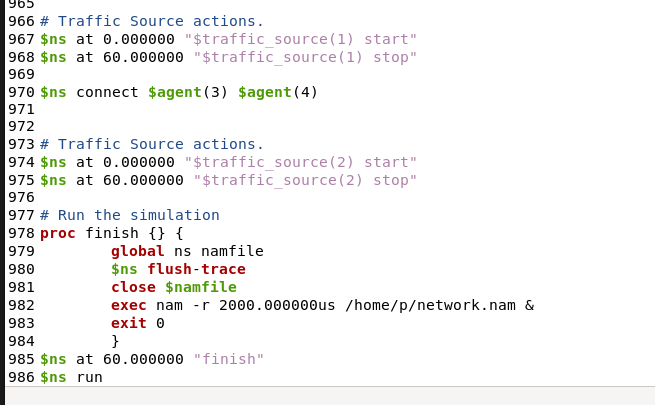 965
966 # Traffic Source actions.
967 $ns at 0.000000 "$traffic_source(1) start"
968 $ns at 60.000000 "$traffic_source(1) stop"
969
970 $ns connect $agent(3) $agent(4)
971
972
973 # Traffic Source actions.
974 $ns at 0.000000 "$traffic_source(2) start"
975 $ns at 60.000000 "$traffic_source(2) stop"
976
977 # Run the simulation
978 proc finish {} {
979         global ns namfile
980         $ns flush-trace
981         close $namfile
982         exec nam -r 2000.000000us /home/p/network.nam &
983         exit 0
984         }
985 $ns at 60.000000 "finish"
986 $ns run